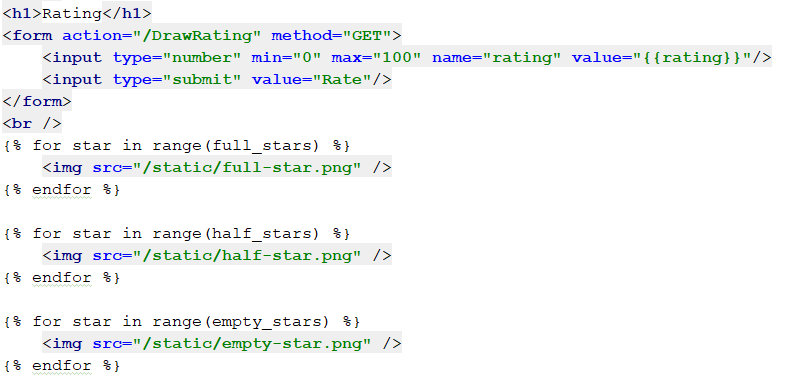 <h1>Rating</h1>
<form action="/DrawRating" method="GET">
    <input type="number" min="0" max="100" name="rating" value="{{rating}}"/>
    <input type="submit" value="Rate"/>
</form>
<br />
{% for star in range(full_stars) %}
    <img src="/static/full-star.png" />
{% endfor %}

{% for star in range(half_stars) %}
    <img src="/static/half-star.png" />
{% endfor %}

{% for star in range(empty_stars) %}
    <img src="/static/empty-star.png" />
{% endfor %}